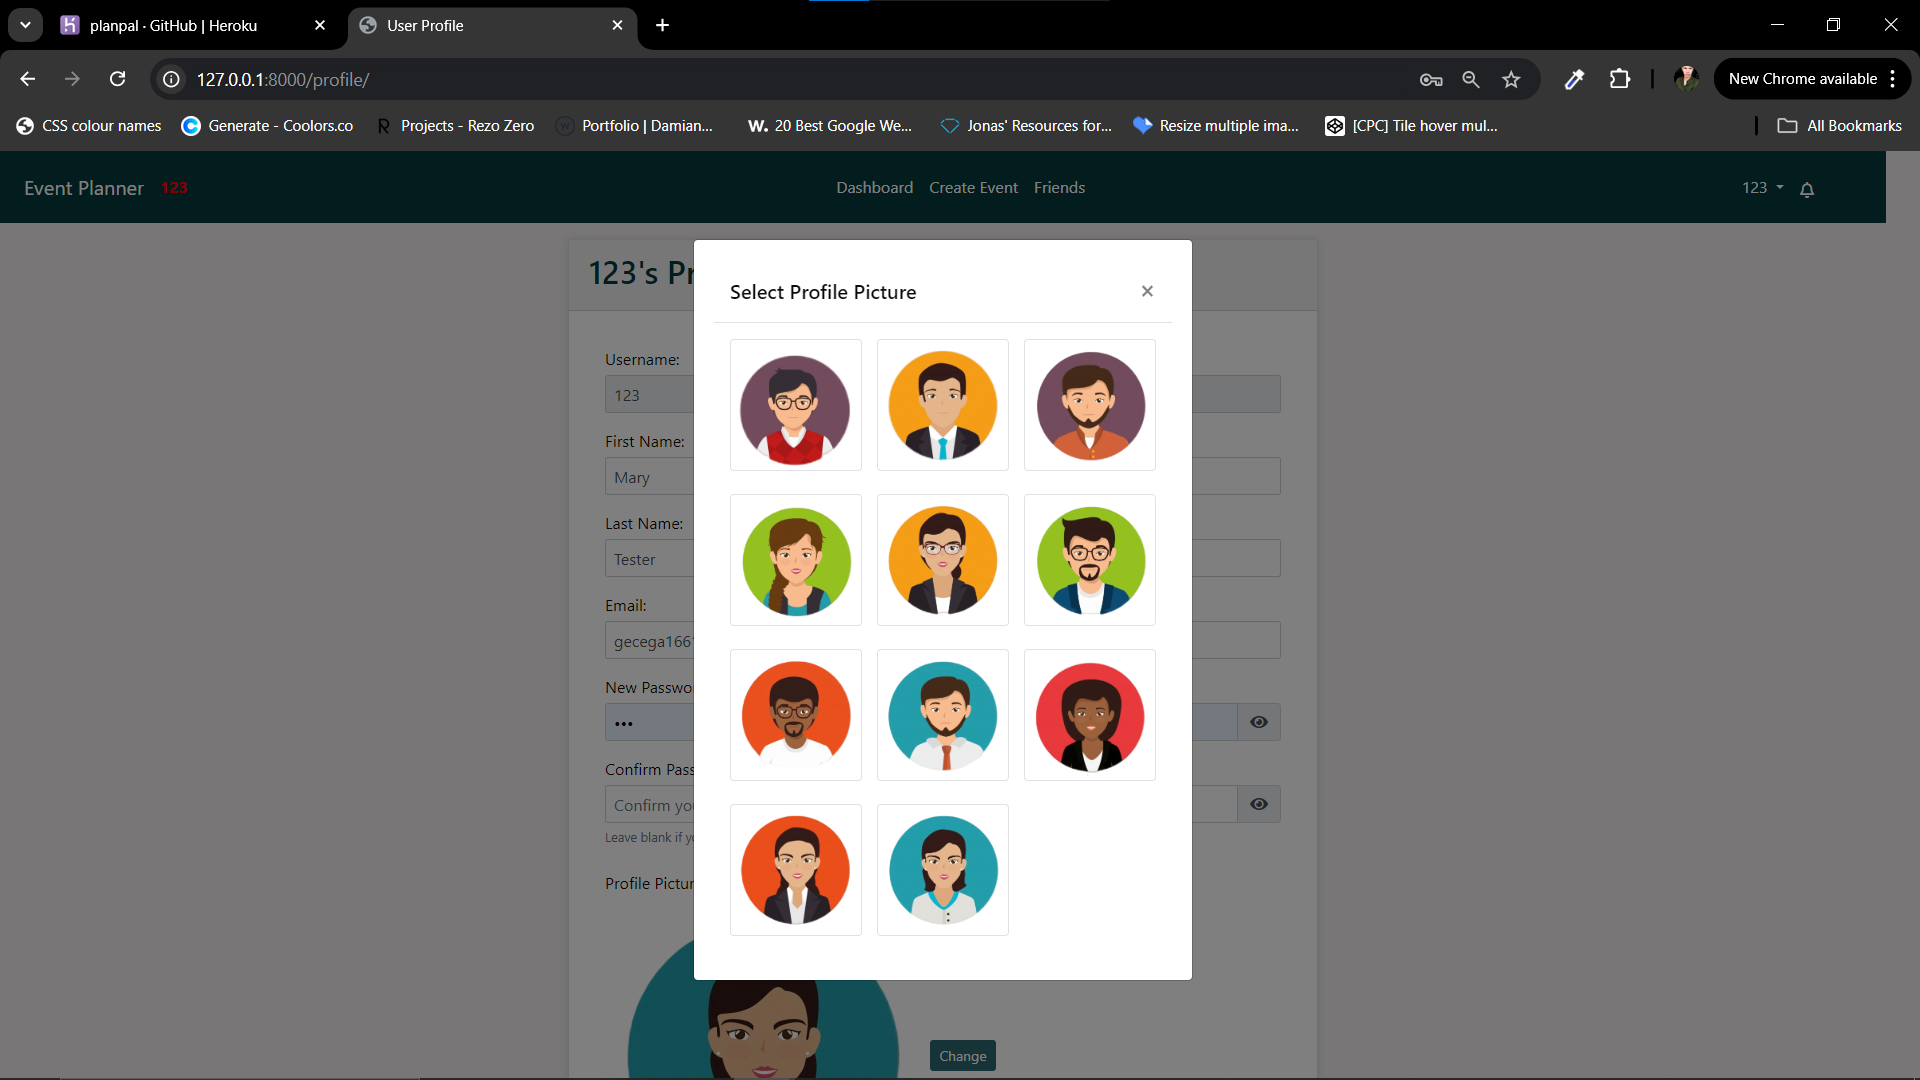 planpal · GitHub | Heroku
User Profile
127.0.0.1:8000/profile/
New Chrome available
CSS colour names
Generate - Coolors.co
Projects - Rezo Zero
Portfolio | Damian...
20 Best Google We...
Jonas' Resources for...
Resize multiple ima...
[CPC] Tile hover mul...
All Bookmarks
Event Planner 123
Dashboard Create Event Friends
123
123's Pr
Select Profile Picture
Username:
123
First Name:
Mary
Last Name:
Tester
Email:
gecega166
New Passwo
Confirm Pass
Confirm yo
Leave blank if y
Profile Pictur
Change